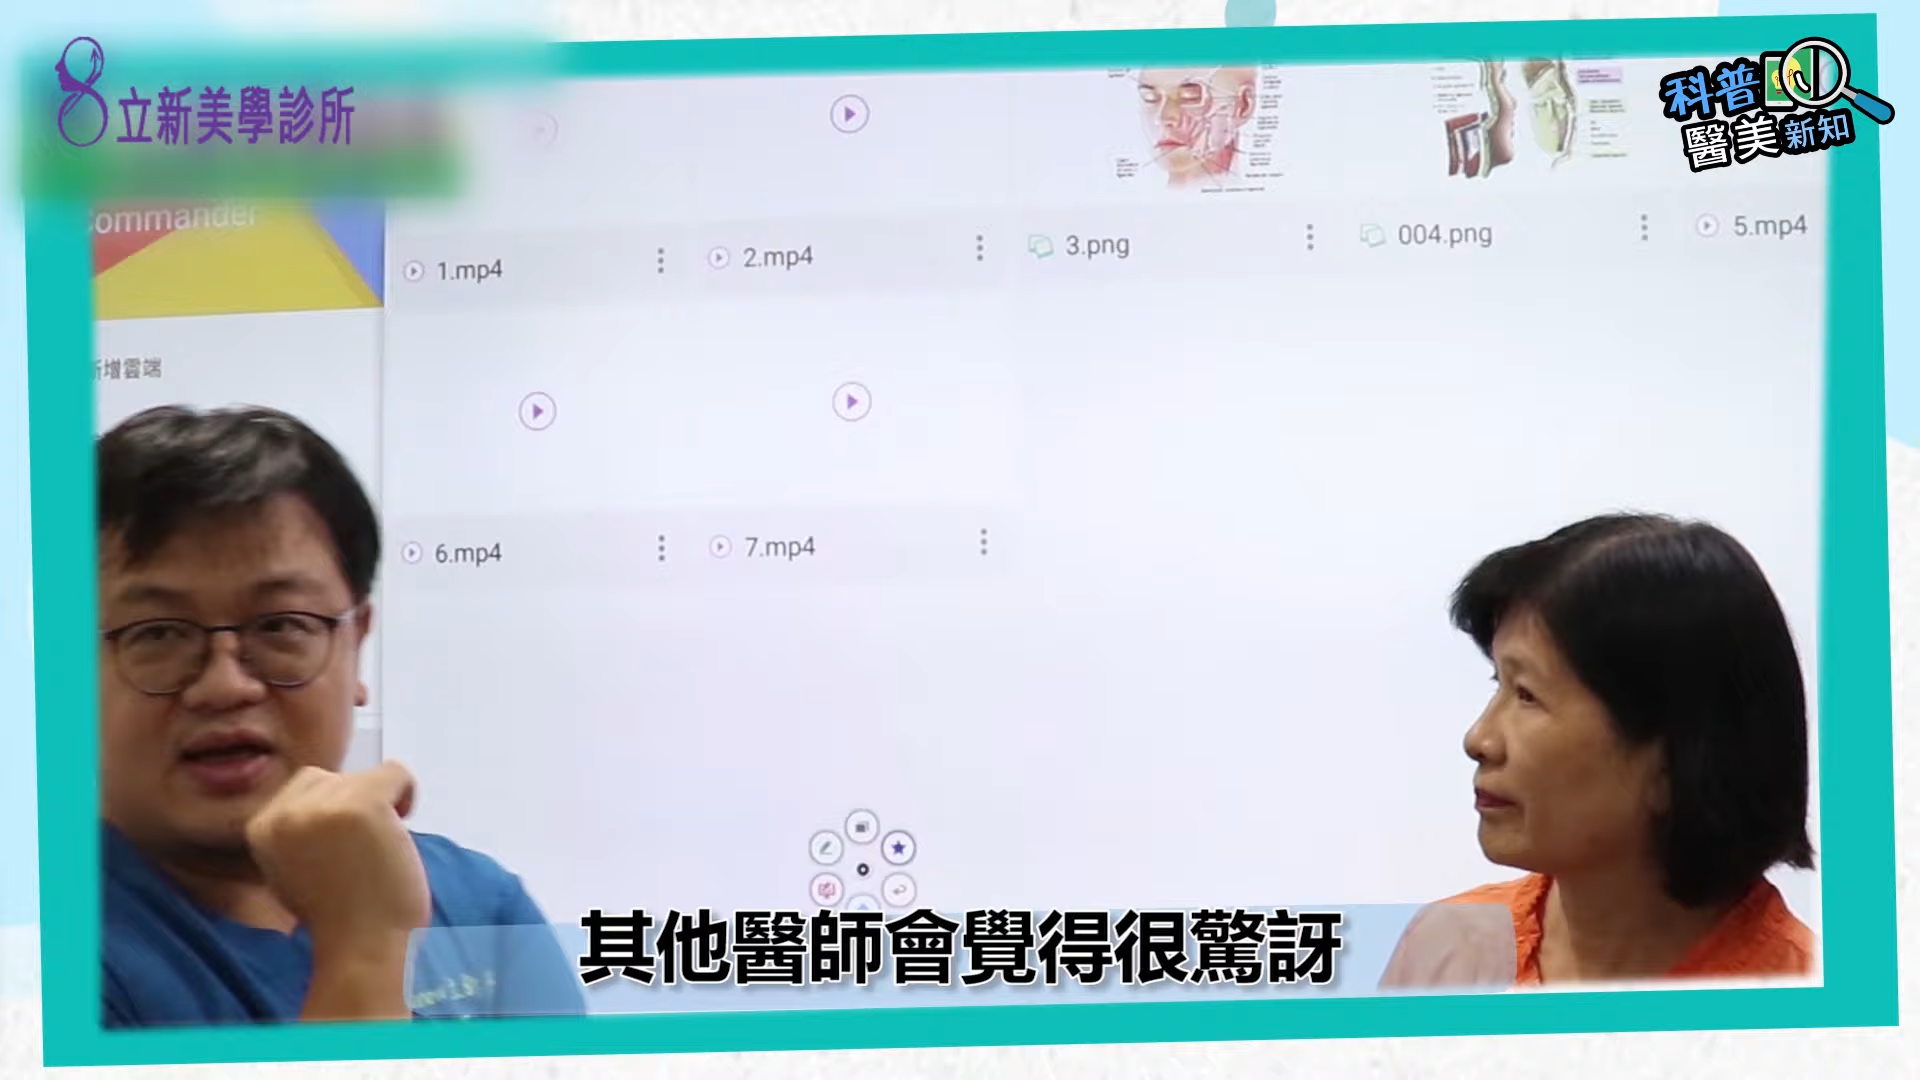 立新美學診所
科普
醫美新知
Commander
1.mp4
2.mp4
3.png
004.png
5.mp4
新增雲端
6.mp4
7.mp4
其他醫師會覺得很驚訝